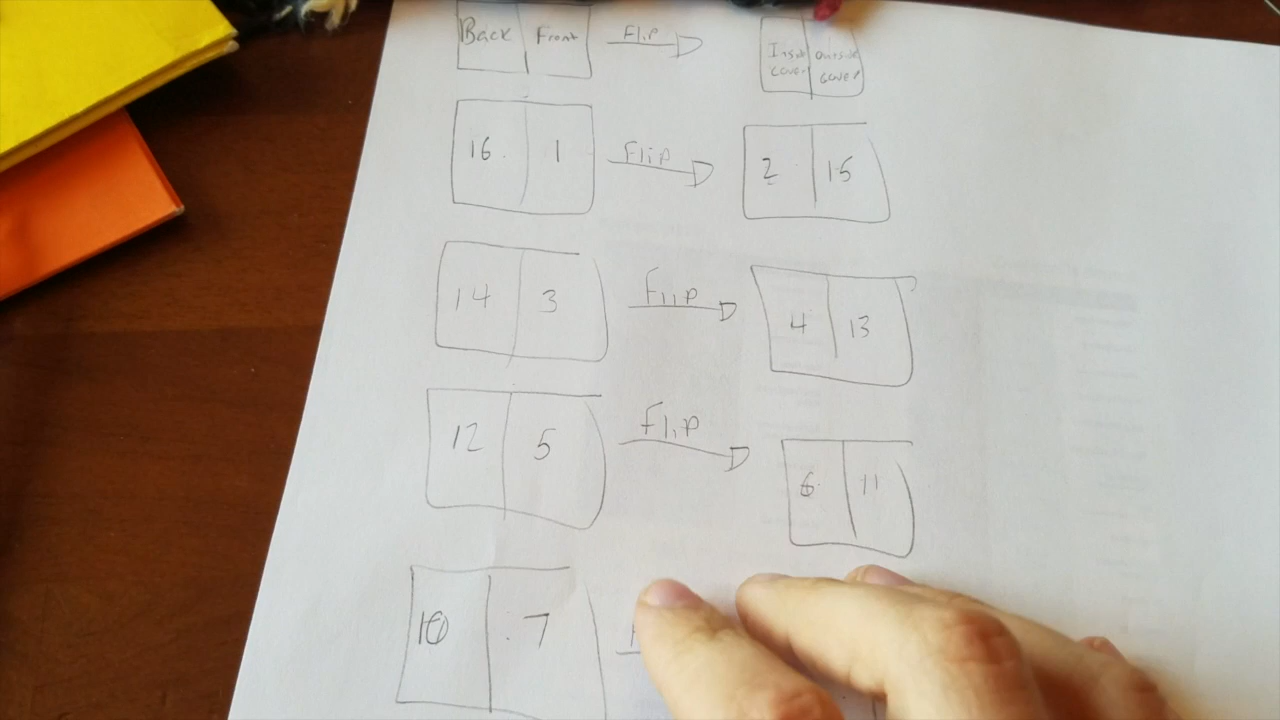 Back Front Flip Inside cover outside cover
16 1 Flip 2 15
14 3 Flip 4 13
12 5 Flip 6 11
10 7